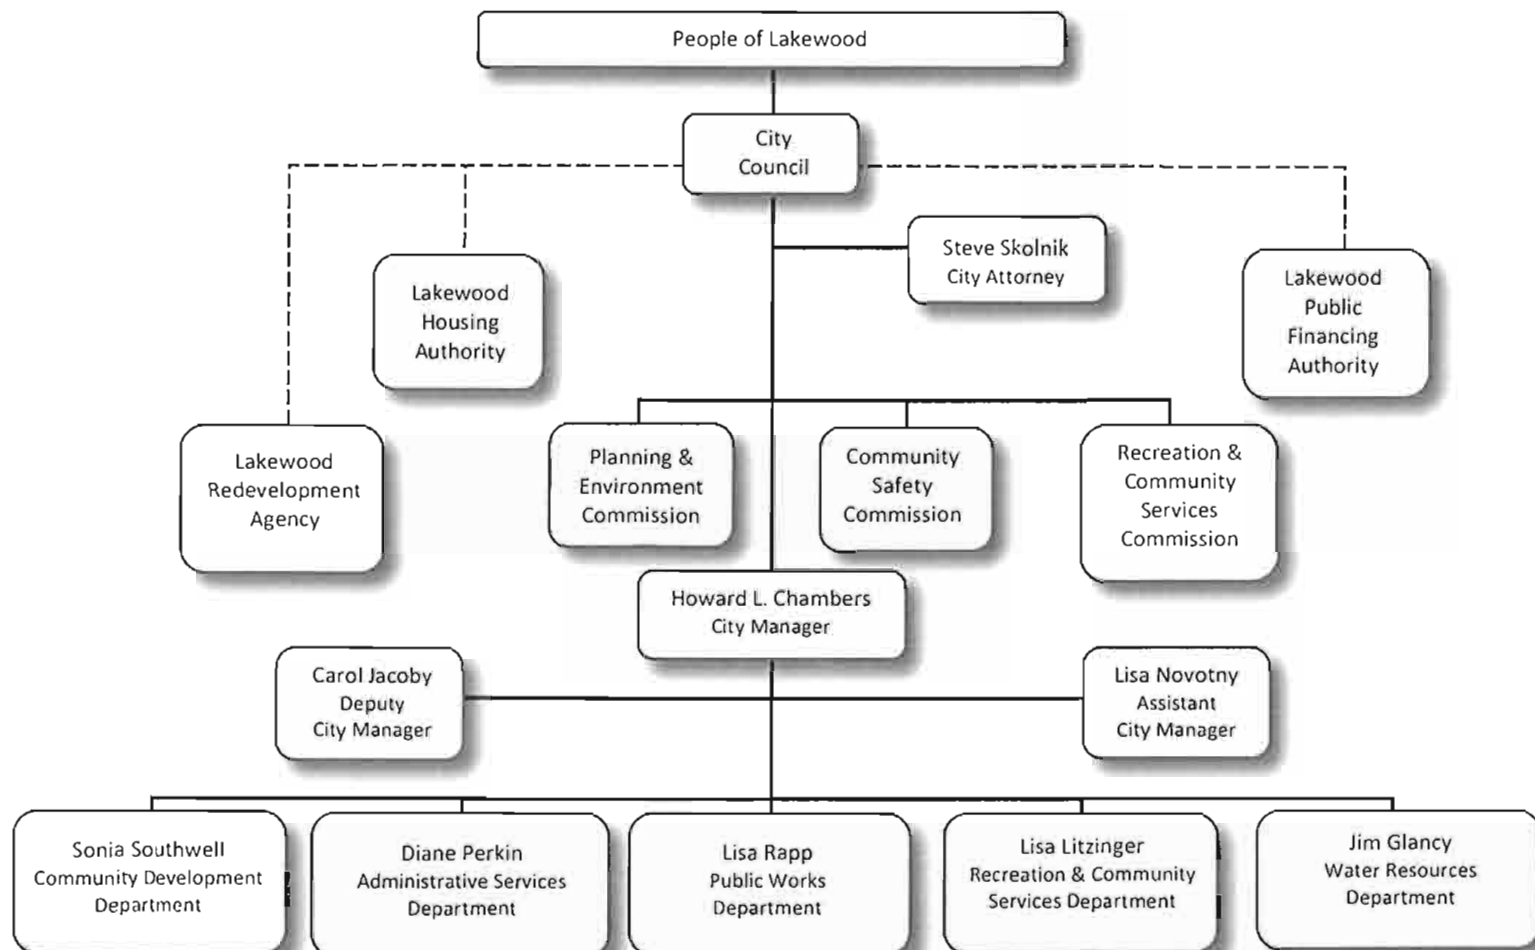 People of Lakewood
City
Council
Steve Skolnik
City Attorney
Lakewood
Housing
Authority
Lakewood
Public
Financing
Authority
Lakewood
Redevelopment
Agency
Planning &
Environment
Commission
Community
Safety
Commission
Recreation &
Community
Services
Commission
Howard L. Chambers
City Manager
Carol Jacoby
Deputy
City Manager
Lisa Novotny
Assistant
City Manager
Sonia Southwell
Community Development
Department
Diane Perkin
Administrative Services
Department
Lisa Rapp
Public Works
Department
Lisa Litzinger
Recreation & Community
Services Department
Jim Glancy
Water Resources
Department